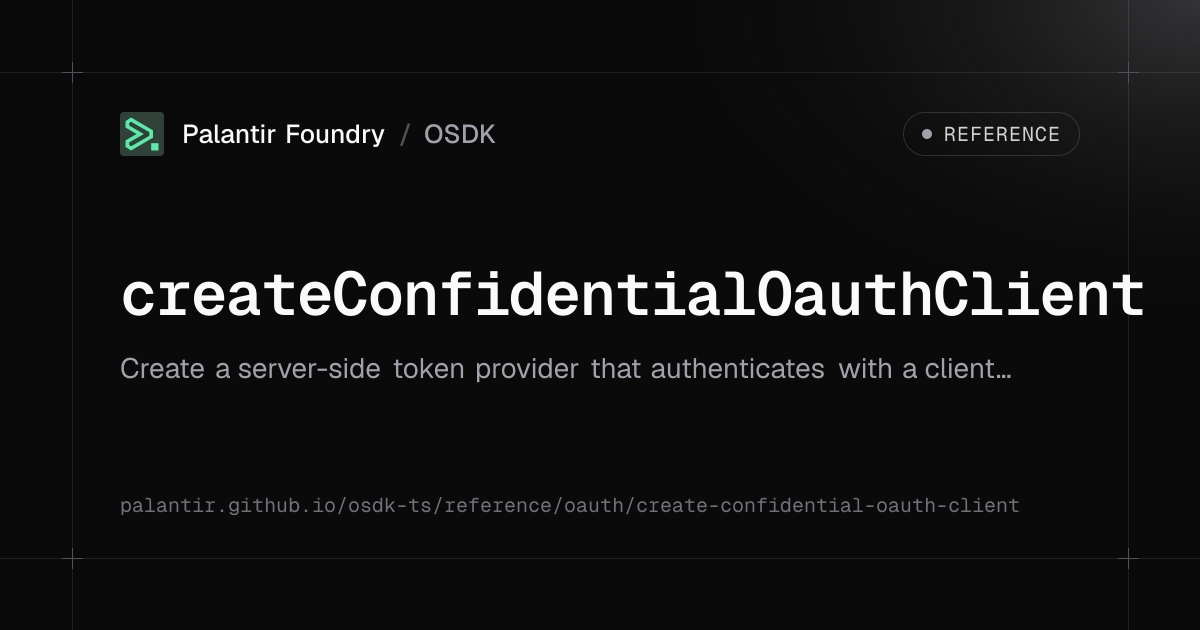 Palantir Foundry / OSDK
REFERENCE
createConfidentialOauthClient
Create a server-side token provider that authenticates with a client…
palantir.github.io/osdk-ts/reference/oauth/create-confidential-oauth-client